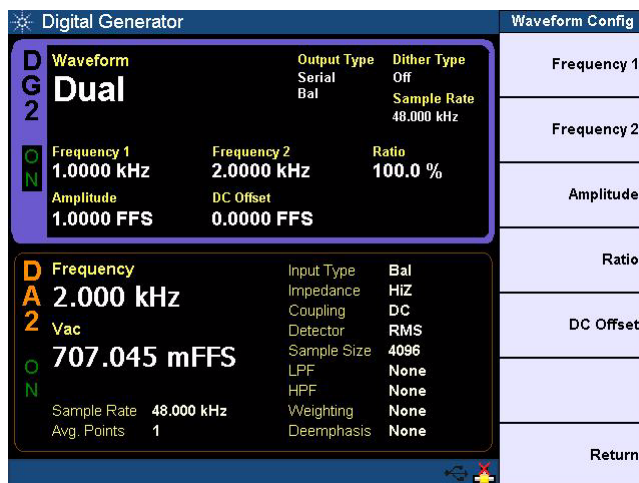 Digital Generator
Waveform Config
DG2
ON
Waveform
Dual
Output Type
Serial
Bal
Dither Type
Off
Sample Rate
48.000 kHz
Frequency 1
1.0000 kHz
Frequency 2
2.0000 kHz
Ratio
100.0 %
Amplitude
1.0000 FFS
DC Offset
0.0000 FFS
DA2
ON
Frequency
2.000 kHz
Vac
707.045 mFFS
Sample Rate 48.000 kHz
Avg. Points 1
Input Type Bal
Impedance HiZ
Coupling DC
Detector RMS
Sample Size 4096
LPF None
HPF None
Weighting None
Deemphasis None
Frequency 1
Frequency 2
Amplitude
Ratio
DC Offset
Return